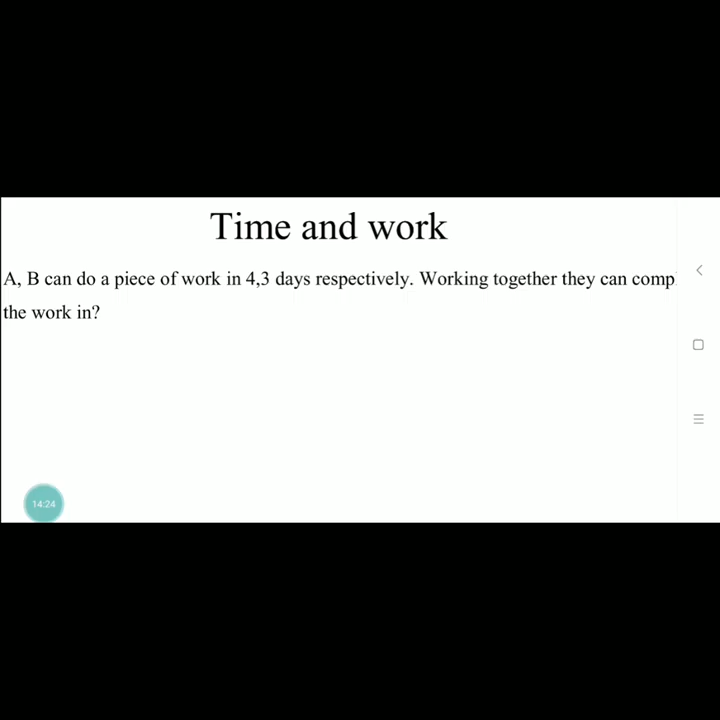 Time and work
A, B can do a piece of work in 4,3 days respectively. Working together they can comp
the work in?
14:24